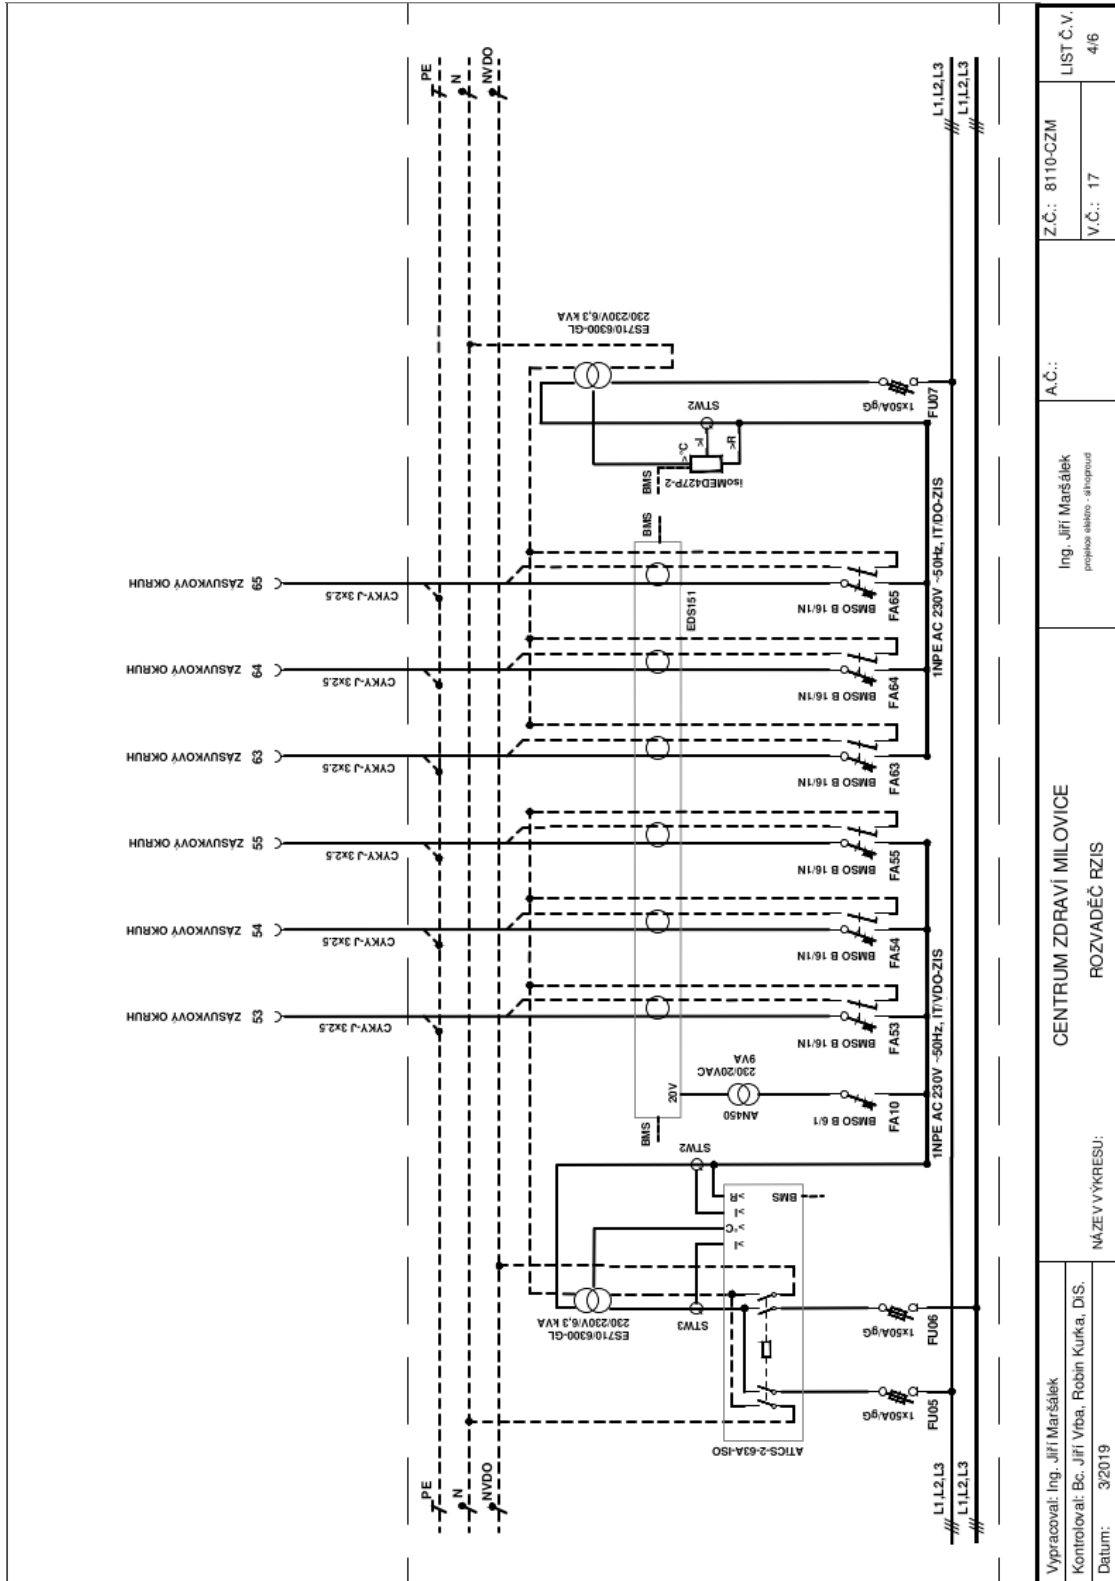 PE
N
NVDO
L1,L2,L3
L1,L2,L3
FU05
1x50A/gG
FU06
1x50A/gG
ATICS-2-63A-ISO
ES710/6300-GL
230/230V/6,3 kVA
STW3
>I
>°C
>I
>R
BMS
STW2
1NPE AC 230V ~50Hz, IT/VDO-ZIS
BMS
20V
AN450
230/20VAC
9VA
BMSO B 6/1
FA10
ZÁSUVKOVÝ OKRUH 53
CYKY-J 3x2.5
BMSO B 16/1N
FA53
ZÁSUVKOVÝ OKRUH 54
CYKY-J 3x2.5
BMSO B 16/1N
FA54
ZÁSUVKOVÝ OKRUH 55
CYKY-J 3x2.5
BMSO B 16/1N
FA55
ZÁSUVKOVÝ OKRUH 63
CYKY-J 3x2.5
BMSO B 16/1N
FA63
ZÁSUVKOVÝ OKRUH 64
CYKY-J 3x2.5
BMSO B 16/1N
FA64
ZÁSUVKOVÝ OKRUH 65
CYKY-J 3x2.5
BMSO B 16/1N
FA65
EDS151
BMS
1NPE AC 230V ~50Hz, IT/DO-ZIS
BMS
isoMED427P-2
>°C
>I
>R
STW2
ES710/6300-GL
230/230V/6,3 kVA
1x50A/gG
FU07
PE
N
NVDO
L1,L2,L3
L1,L2,L3
Vypracoval: Ing. Jiří Maršálek
Kontroloval: Bc. Jiří Vrba, Robin Kurka, DiS.
Datum: 3/2019
NÁZEV VÝKRESU:
CENTRUM ZDRAVÍ MILOVICE
ROZVADĚČ RZIS
Ing. Jiří Maršálek
projekce elektro - silnoproud
A.Č.:
Z.Č.: 8110-CZM
V.Č.: 17
LIST Č.V.
4/6